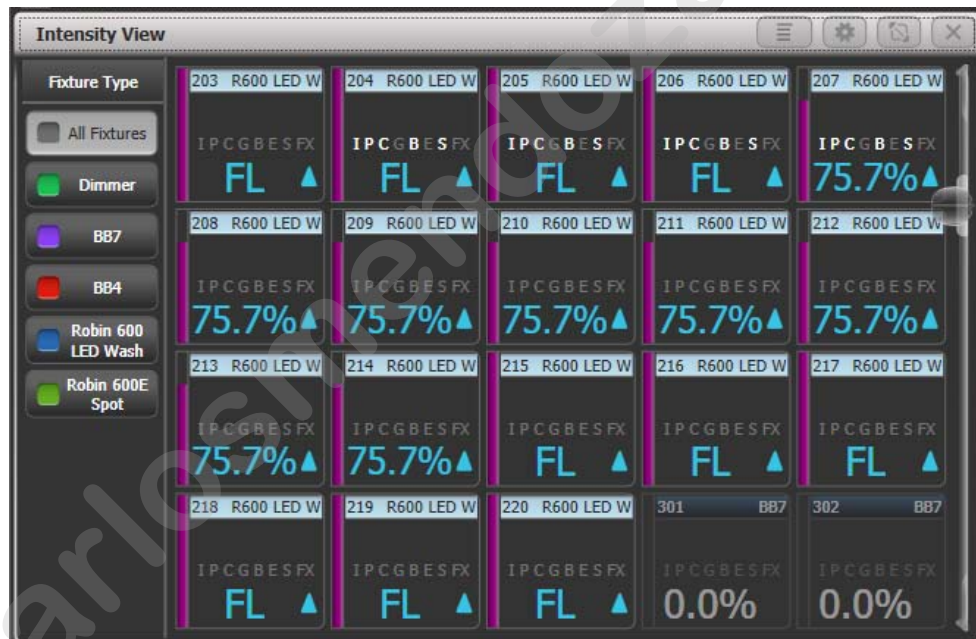 Intensity View
Fixture Type
All Fixtures
Dimmer
BB7
BB4
Robin 600
LED Wash
Robin 600E
Spot
203 R600 LED W
IPCGBESFX
FL
204 R600 LED W
IPCGBESFX
FL
205 R600 LED W
IPCGBESFX
FL
206 R600 LED W
IPCGBESFX
FL
207 R600 LED W
IPCGBESFX
75.7%
208 R600 LED W
IPCGBESFX
75.7%
209 R600 LED W
IPCGBESFX
75.7%
210 R600 LED W
IPCGBESFX
75.7%
211 R600 LED W
IPCGBESFX
75.7%
212 R600 LED W
IPCGBESFX
75.7%
213 R600 LED W
IPCGBESFX
75.7%
214 R600 LED W
IPCGBESFX
75.7%
215 R600 LED W
IPCGBESFX
FL
216 R600 LED W
IPCGBESFX
FL
217 R600 LED W
IPCGBESFX
FL
218 R600 LED W
IPCGBESFX
FL
219 R600 LED W
IPCGBESFX
FL
220 R600 LED W
IPCGBESFX
FL
301 BB7
IPCGBESFX
0.0%
302 BB7
IPCGBESFX
0.0%
arlosmendoza